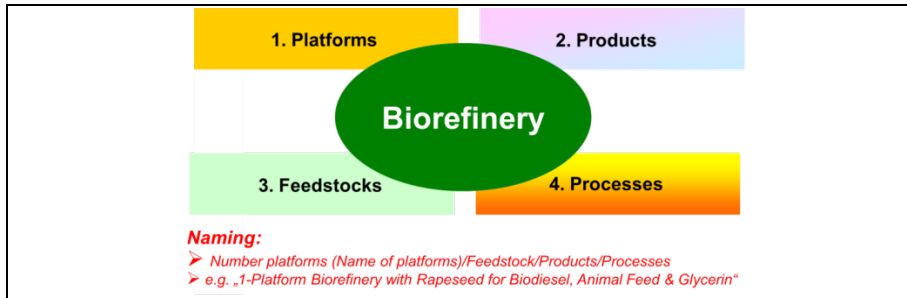 1. Platforms
2. Products
Biorefinery
3. Feedstocks
4. Processes
Naming:
➢ Number platforms (Name of platforms)/Feedstock/Products/Processes
➢ e.g. „1-Platform Biorefinery with Rapeseed for Biodiesel, Animal Feed & Glycerin“